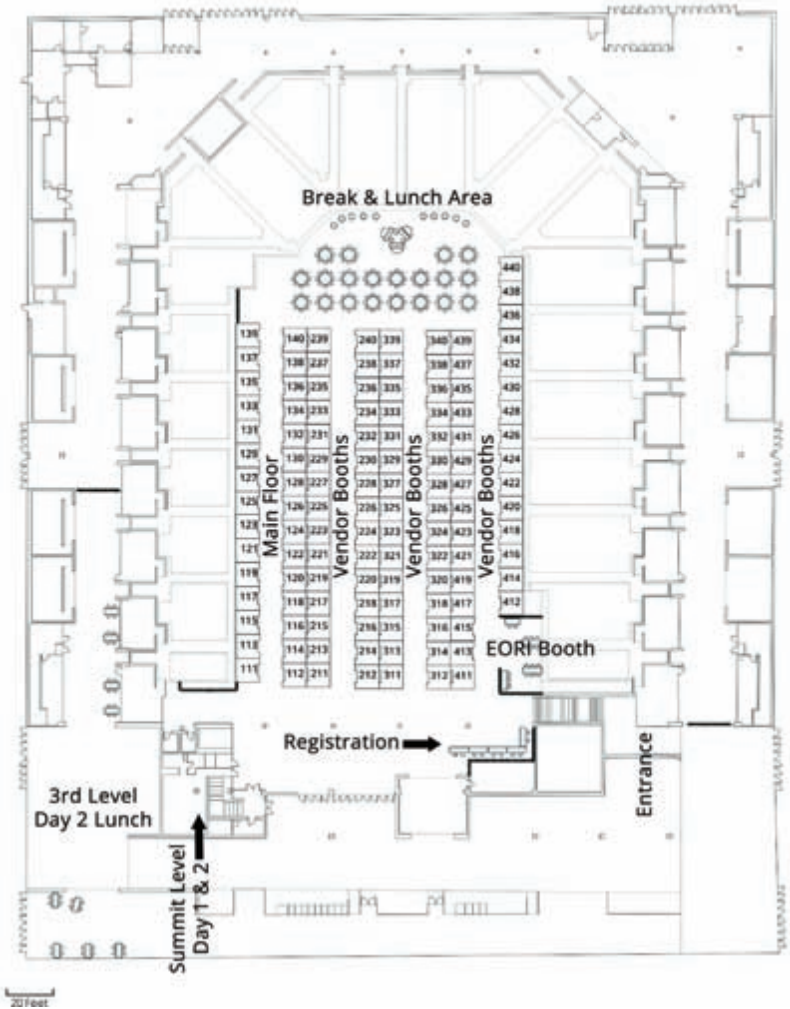 Break & Lunch Area
440
438
436
139 140 239 240 339 340 439 434
137 138 237 238 337 338 437 432
135 136 235 236 335 336 435 430
133 134 233 234 333 334 433 428
131 132 231 232 331 332 431 426
129 130 229 230 329 330 429 424
127 128 227 228 327 328 427 422
125 126 225 226 325 326 425 420
123 124 223 224 323 324 423 418
121 122 221 222 321 322 421 416
119 120 219 220 319 320 419 414
117 118 217 218 317 318 417 412
115 116 215 216 315 316 415
113 114 213 214 313 314 413
111 112 211 212 311 312 411
Main Floor
Vendor Booths
Vendor Booths
Vendor Booths
EORI Booth
Registration
Entrance
3rd Level
Day 2 Lunch
Summit Level
Day 1 & 2
20 Feet